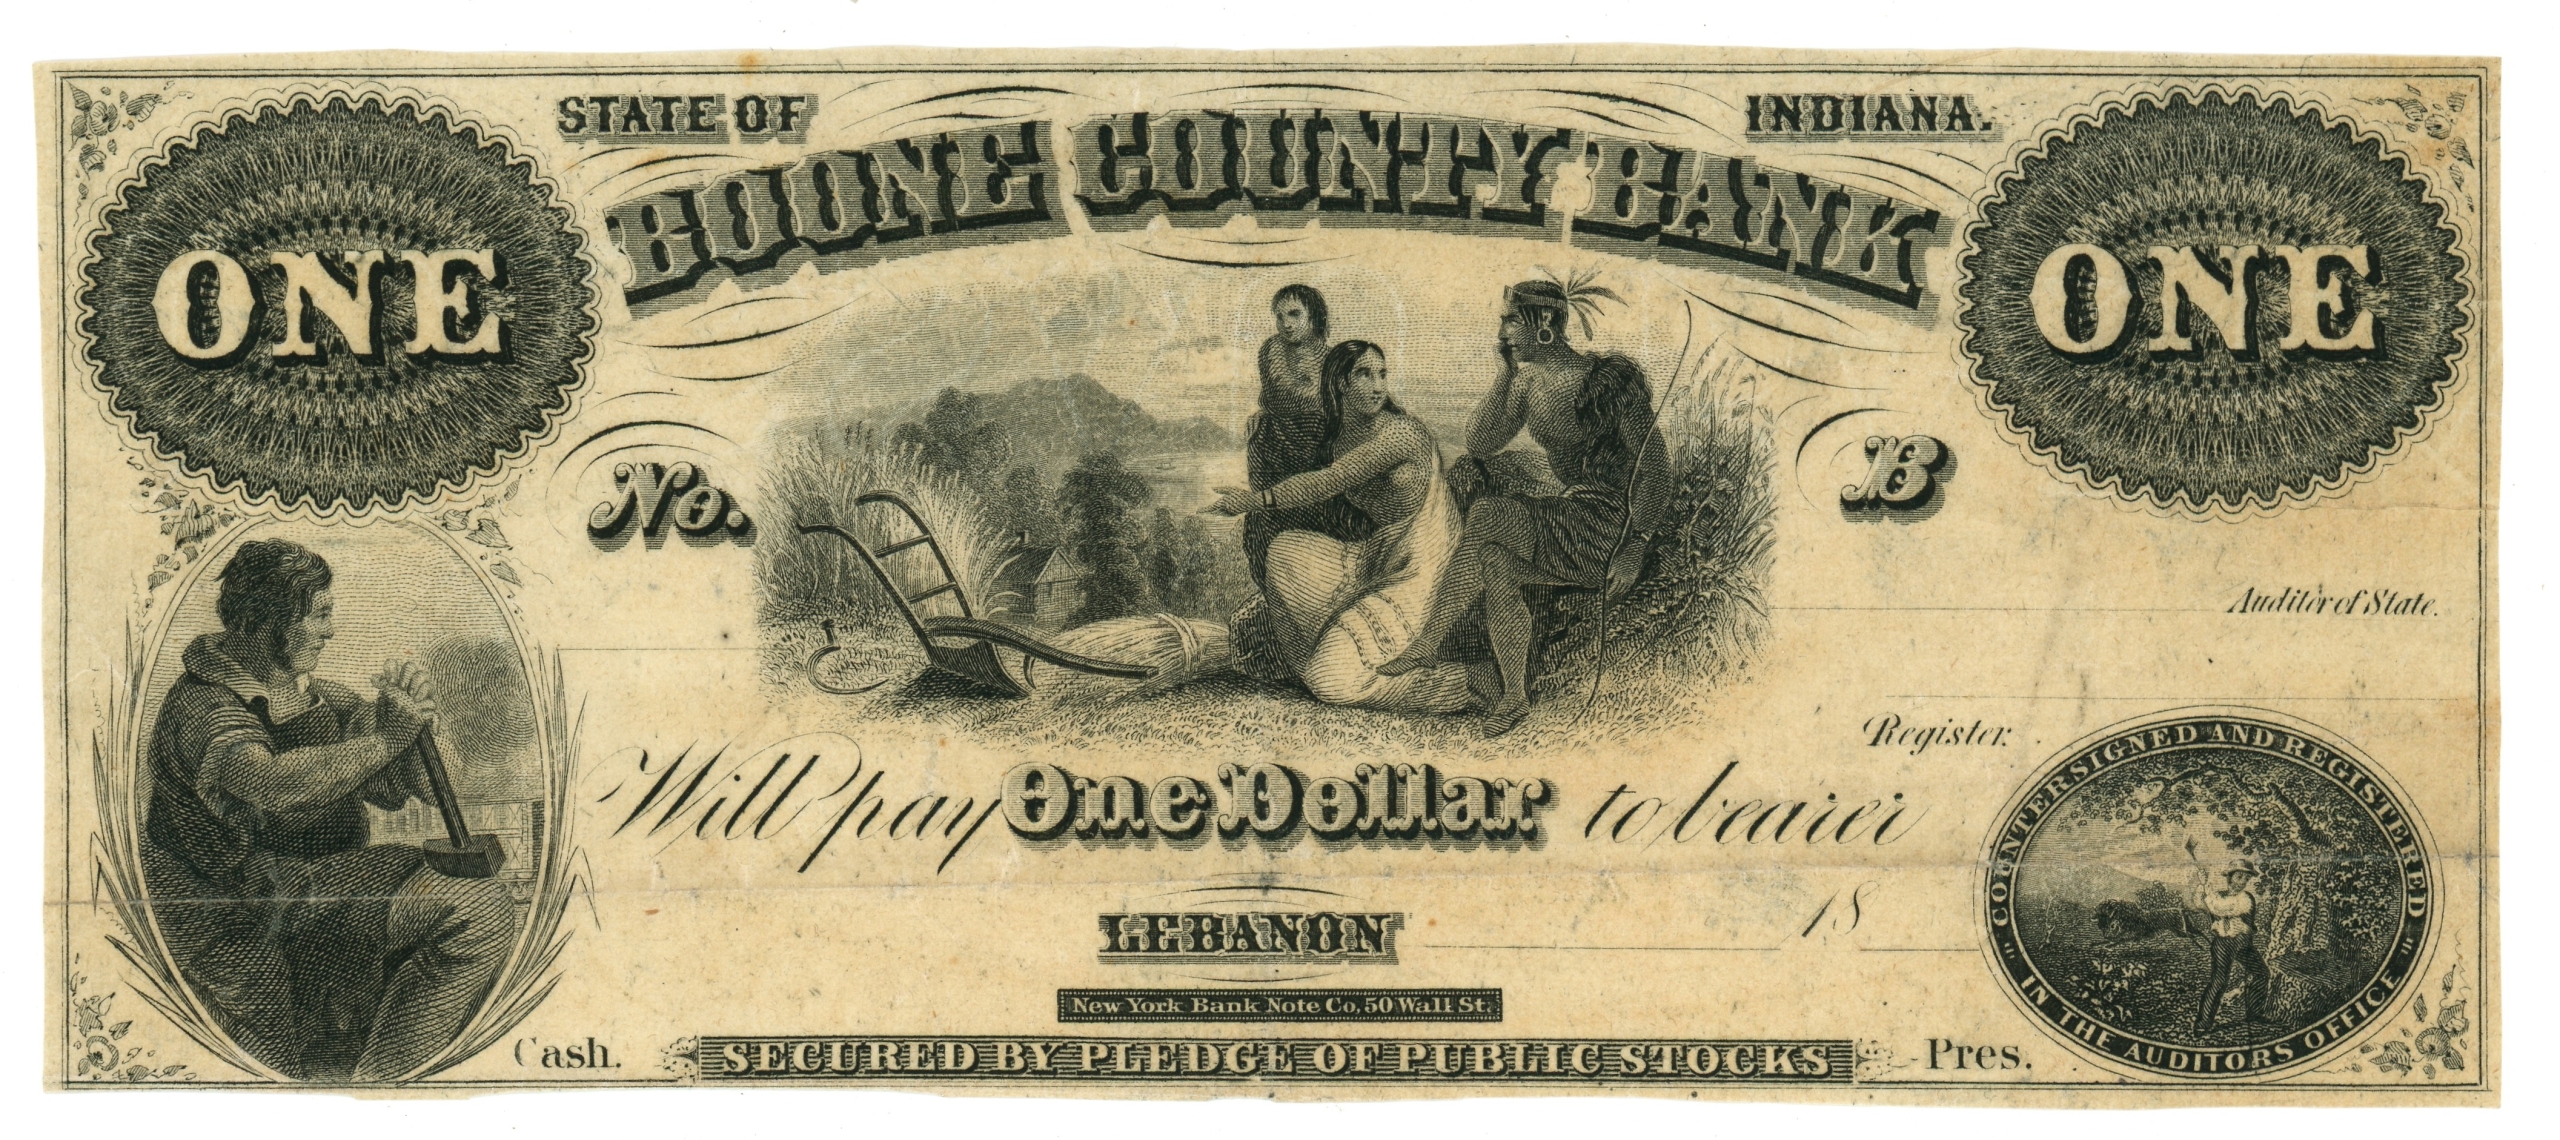 STATE OF INDIANA.
BOONE COUNTY BANK
ONE
ONE
No.
B
Auditor of State.
Register.
Will pay One Dollar to bearer
LEBANON 18
New York Bank Note Co, 50 Wall St.
Cash.
SECURED BY PLEDGE OF PUBLIC STOCKS
Pres.
COUNTERSIGNED AND REGISTERED
IN THE AUDITORS OFFICE